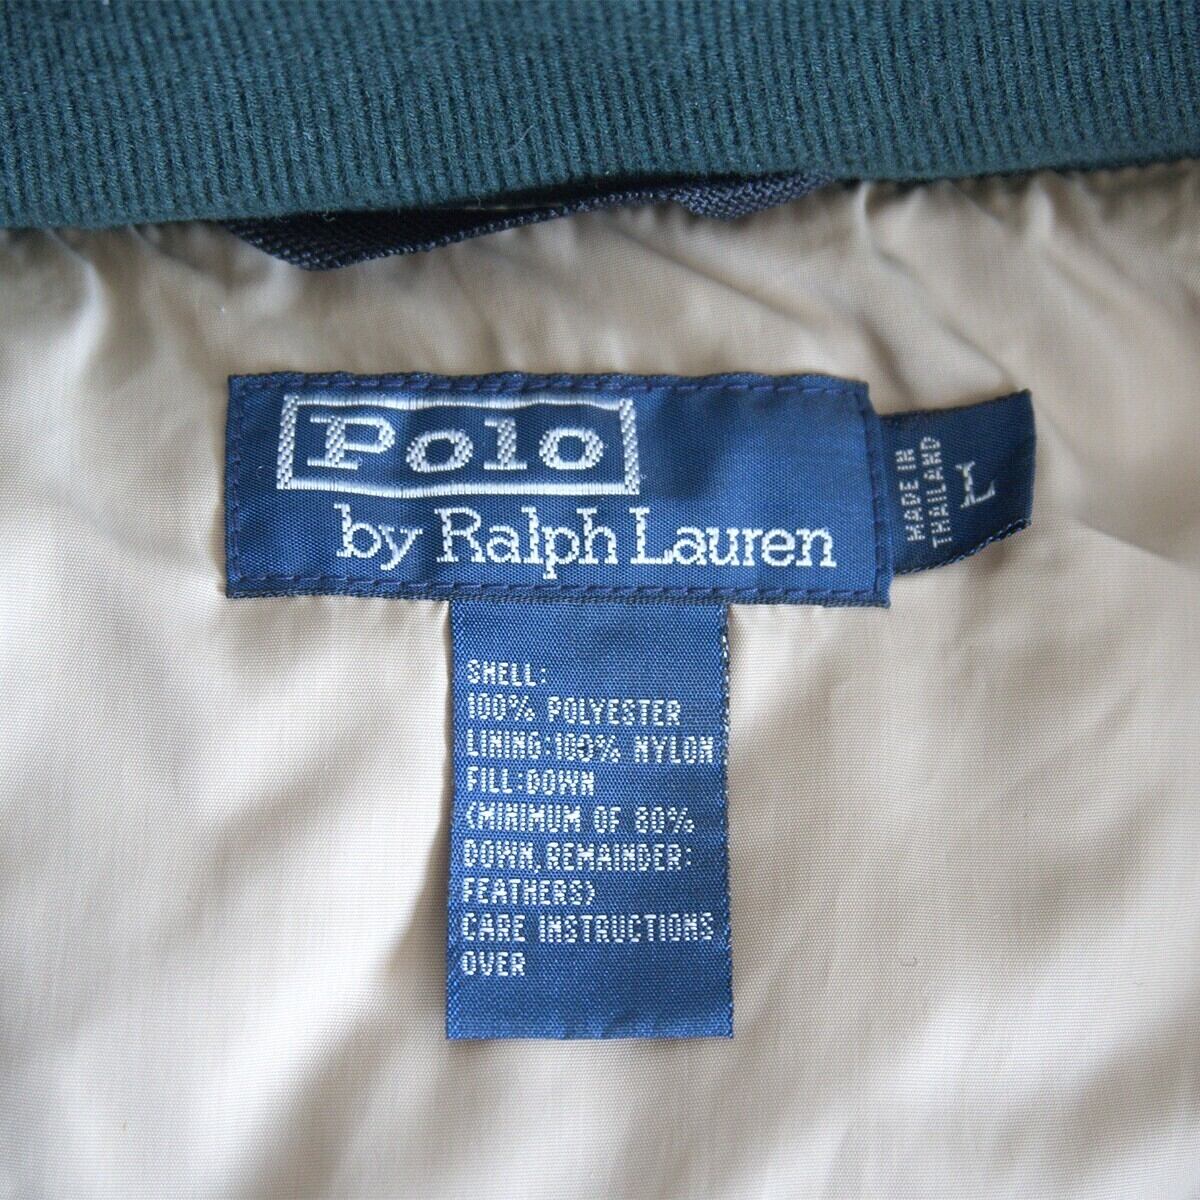 Polo
by Ralph Lauren
MADE IN
THAILAND
L
SHELL:
100% POLYESTER
LINING:100% NYLON
FILL:DOWN
(MINIMUM OF 80%
DOWN,REMAINDER:
FEATHERS)
CARE INSTRUCTIONS
OVER